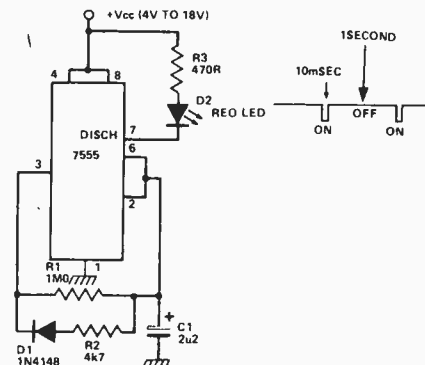 +Vcc (4V TO 18V)
1SECOND
R3
470R
10mSEC
4
8
D2
REO LED
DISCH
7
7555
6
ON
OFF
ON
3
2
1
R1
1M0
+
C1
2u2
D1
1N4148
R2
4k7